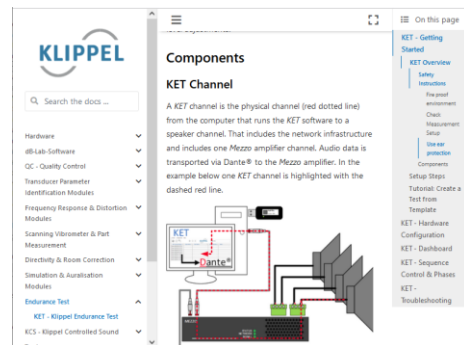 KLIPPEL
Search the docs ...
Hardware
dB-Lab-Software
QC - Quality Control
Transducer Parameter
Identification Modules
Frequency Response & Distortion
Modules
Scanning Vibrometer & Part
Measurement
Directivity & Room Correction
Simulation & Auralisation
Modules
Endurance Test
KET - Klippel Endurance Test
KCS - Klippel Controlled Sound
Components
KET Channel
A KET channel is the physical channel (red dotted line)
from the computer that runs the KET software to a
speaker channel. That includes the network infrastructure
and includes one Mezzo amplifier channel. Audio data is
transported via Dante® to the Mezzo amplifier. In the
example below one KET channel is highlighted with the
dashed red line.
KET
Dante®
MEZZO
On this page
KET - Getting
Started
KET Overview
Safety
Instructions
Fire proof
environment
Check
Measurement
Setup
Use ear
protection
Components
Setup Steps
Tutorial: Create a
Test from
Template
KET - Hardware
Configuration
KET - Dashboard
KET - Sequence
Control & Phases
KET -
Troubleshooting